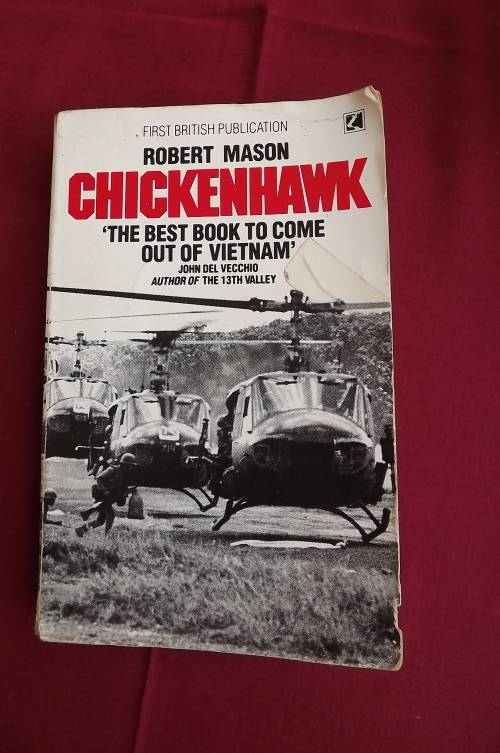 FIRST BRITISH PUBLICATION
ROBERT MASON
CHICKENHAWK
'THE BEST BOOK TO COME
OUT OF VIETNAM'
JOHN DEL VECCHIO
AUTHOR OF THE 13TH VALLEY